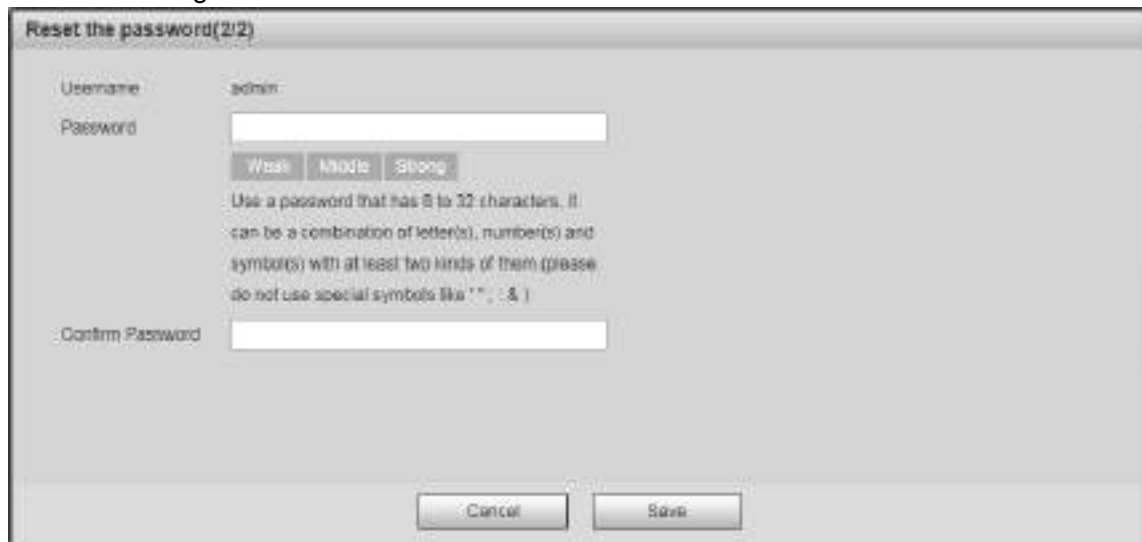 Reset the password(2/2)
Username admin
Password
Weak Middle Strong
Use a password that has 8 to 32 characters, it
can be a combination of letter(s), number(s) and
symbol(s) with at least two kinds of them (please
do not use special symbols like ' " ; : & )
Confirm Password
Cancel Save